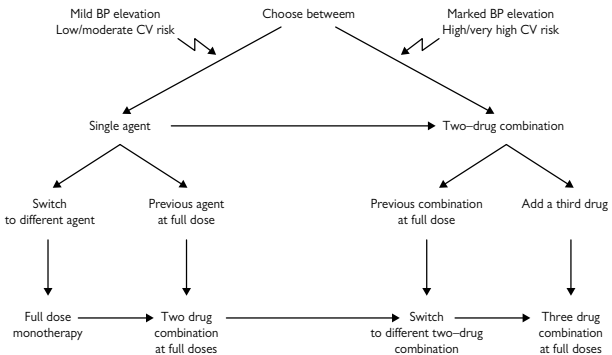 Mild BP elevation
Low/moderate CV risk
Choose betweem
Marked BP elevation
High/very high CV risk
Single agent
Two–drug combination
Switch
to different agent
Previous agent
at full dose
Previous combination
at full dose
Add a third drug
Full dose
monotherapy
Two drug
combination
at full doses
Switch
to different two–drug
combination
Three drug
combination
at full doses